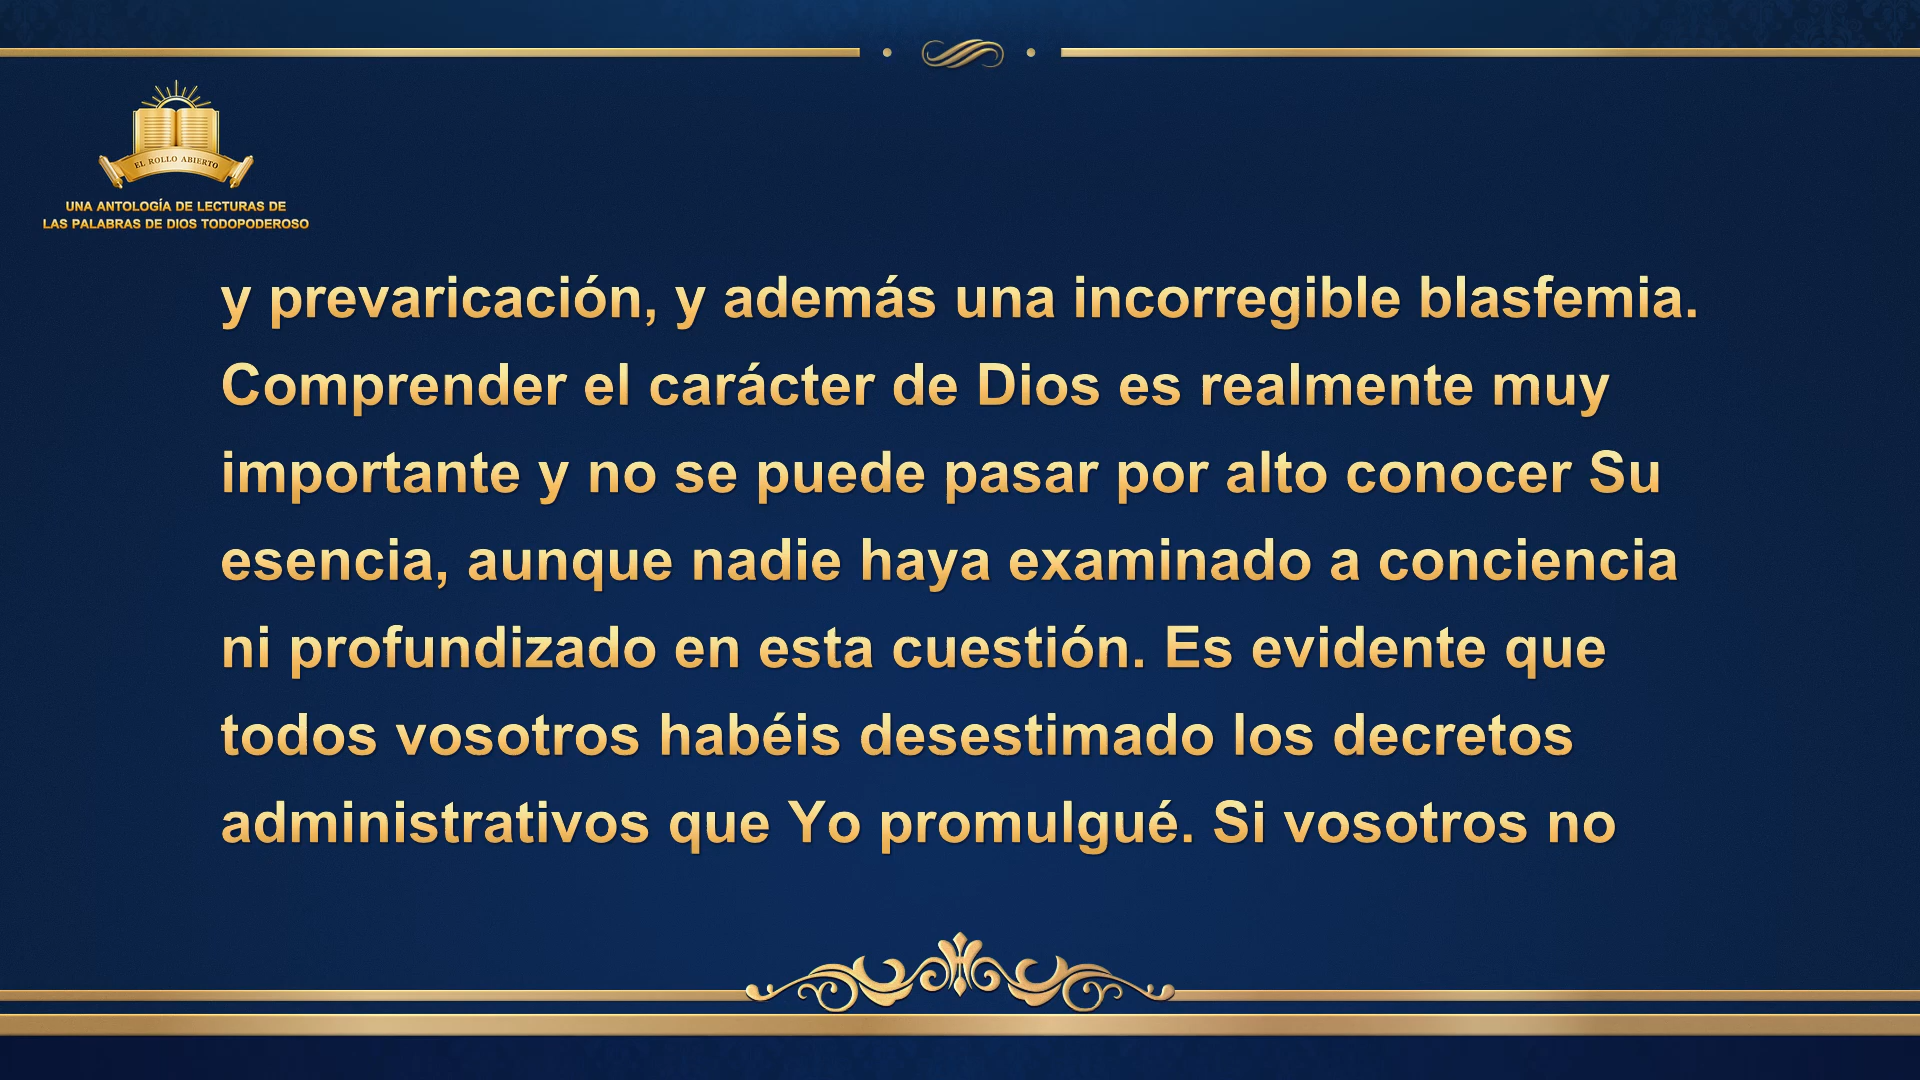 EL ROLLO ABIERTO
UNA ANTOLOGÍA DE LECTURAS DE
LAS PALABRAS DE DIOS TODOPODEROSO
y prevaricación, y además una incorregible blasfemia.
Comprender el carácter de Dios es realmente muy
importante y no se puede pasar por alto conocer Su
esencia, aunque nadie haya examinado a conciencia
ni profundizado en esta cuestión. Es evidente que
todos vosotros habéis desestimado los decretos
administrativos que Yo promulgué. Si vosotros no